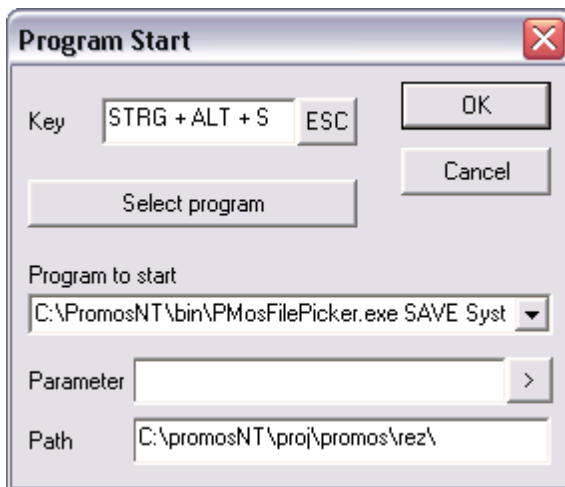 Program Start
Key STRG + ALT + S ESC OK
Cancel
Select program
Program to start
C:\PromosNT\bin\PMosFilePicker.exe SAVE Syst
Parameter >
Path C:\promosNT\proj\promos\rez\